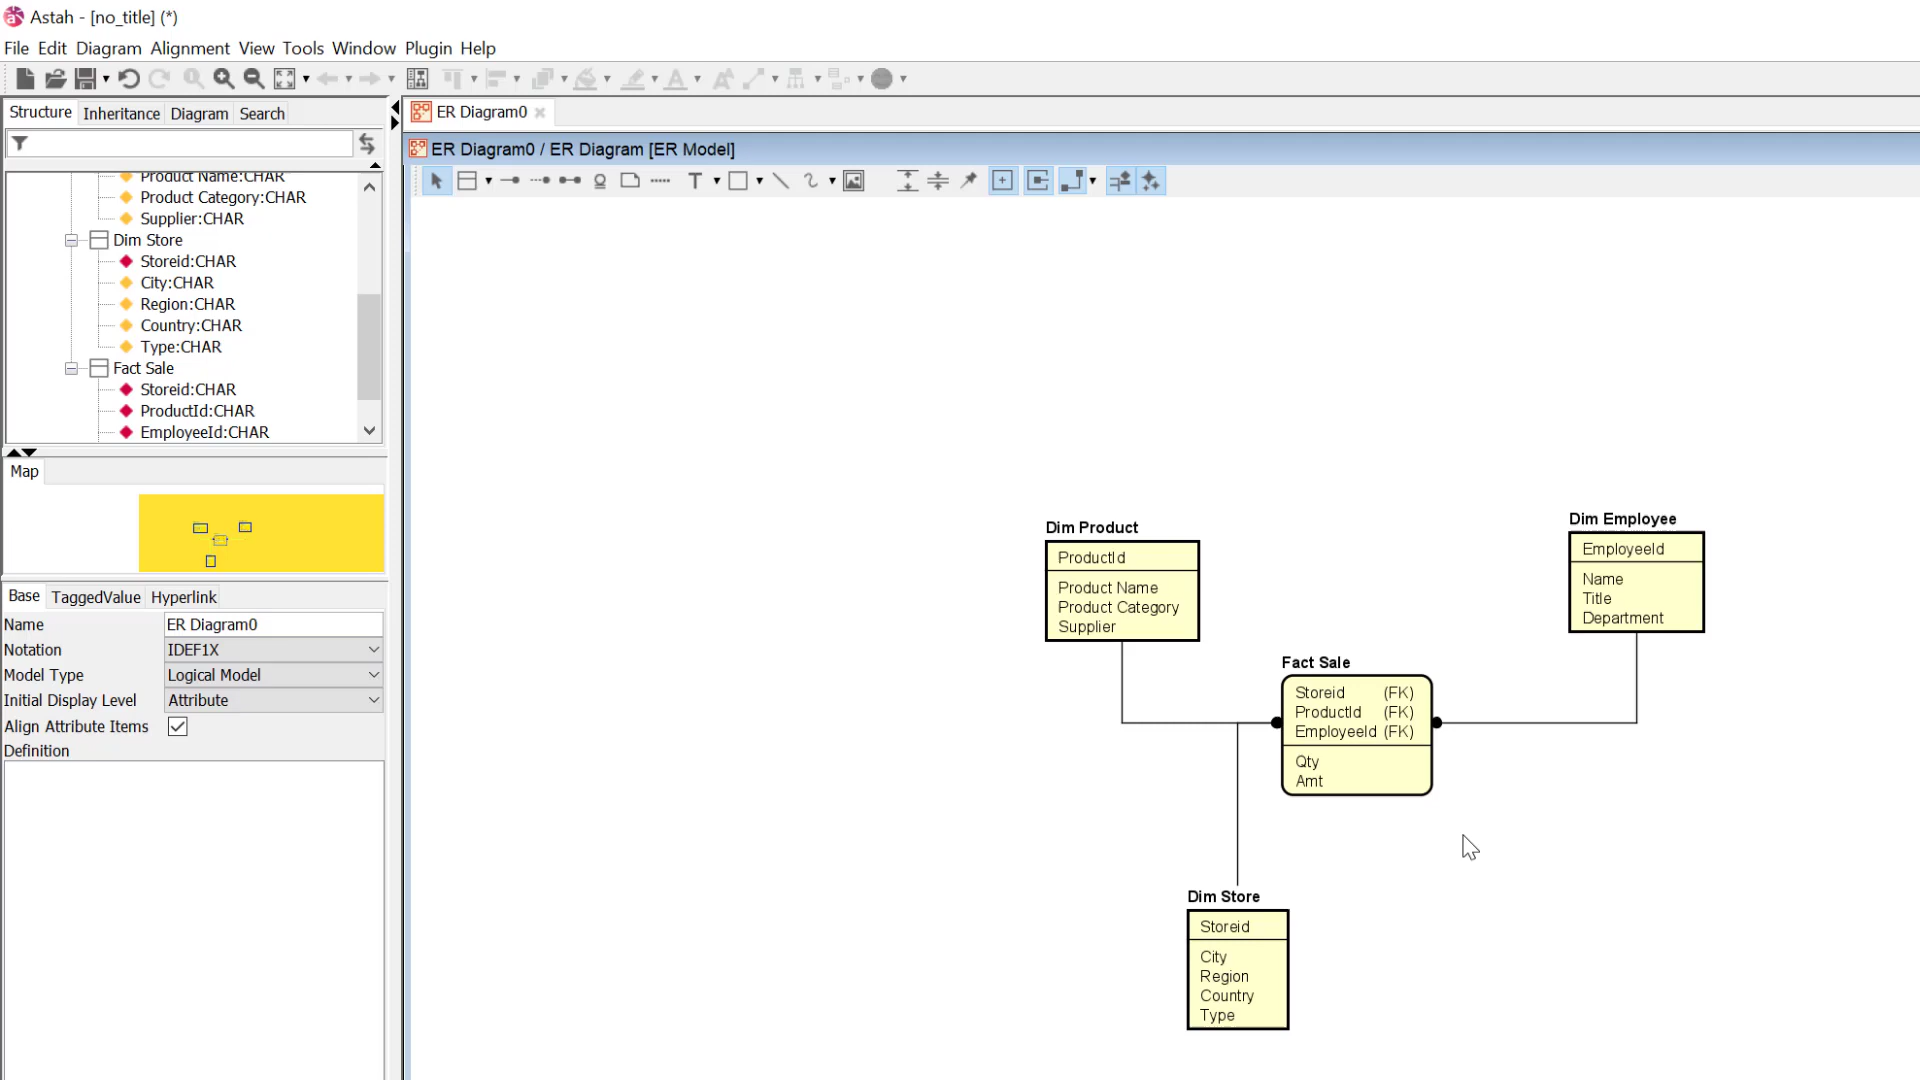 Astah - [no_title] (*)
File Edit Diagram Alignment View Tools Window Plugin Help
Structure Inheritance Diagram Search
Product Name:CHAR
Product Category:CHAR
Supplier:CHAR
Dim Store
Storeid:CHAR
City:CHAR
Region:CHAR
Country:CHAR
Type:CHAR
Fact Sale
Storeid:CHAR
ProductId:CHAR
EmployeeId:CHAR
Map
Base TaggedValue Hyperlink
Name ER Diagram0
Notation IDEF1X
Model Type Logical Model
Initial Display Level Attribute
Align Attribute Items
Definition
ER Diagram0
ER Diagram0 / ER Diagram [ER Model]
Dim Product
ProductId
Product Name
Product Category
Supplier
Dim Employee
EmployeeId
Name
Title
Department
Fact Sale
Storeid (FK)
ProductId (FK)
EmployeeId (FK)
Qty
Amt
Dim Store
Storeid
City
Region
Country
Type